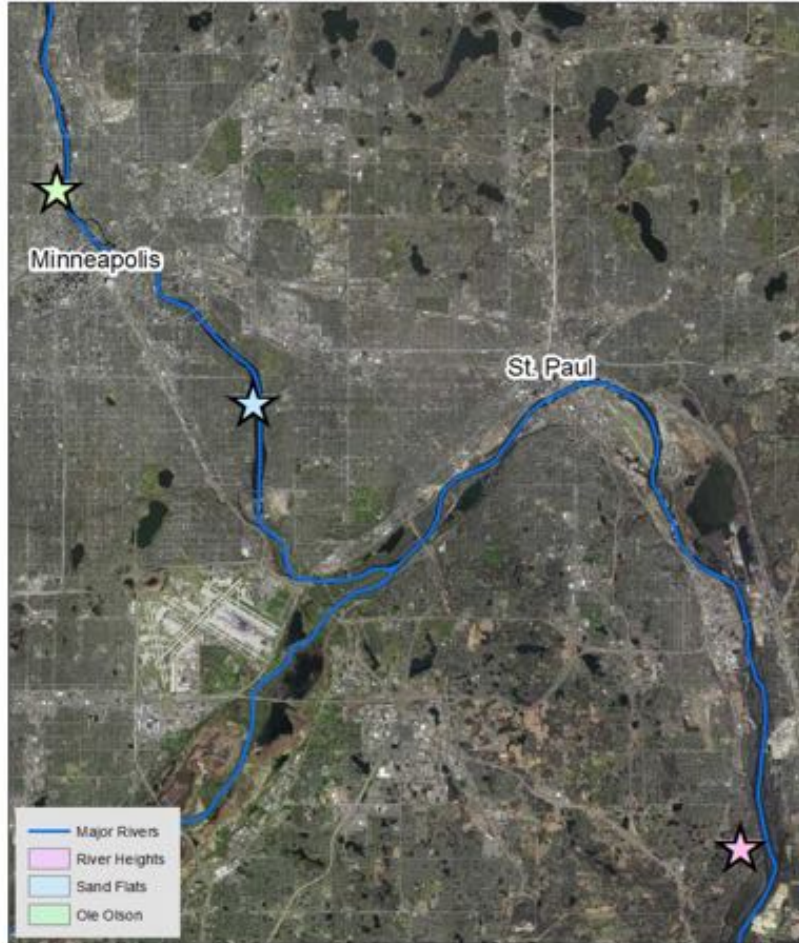 Minneapolis
St. Paul
Major Rivers
River Heights
Sand Flats
Ole Olson